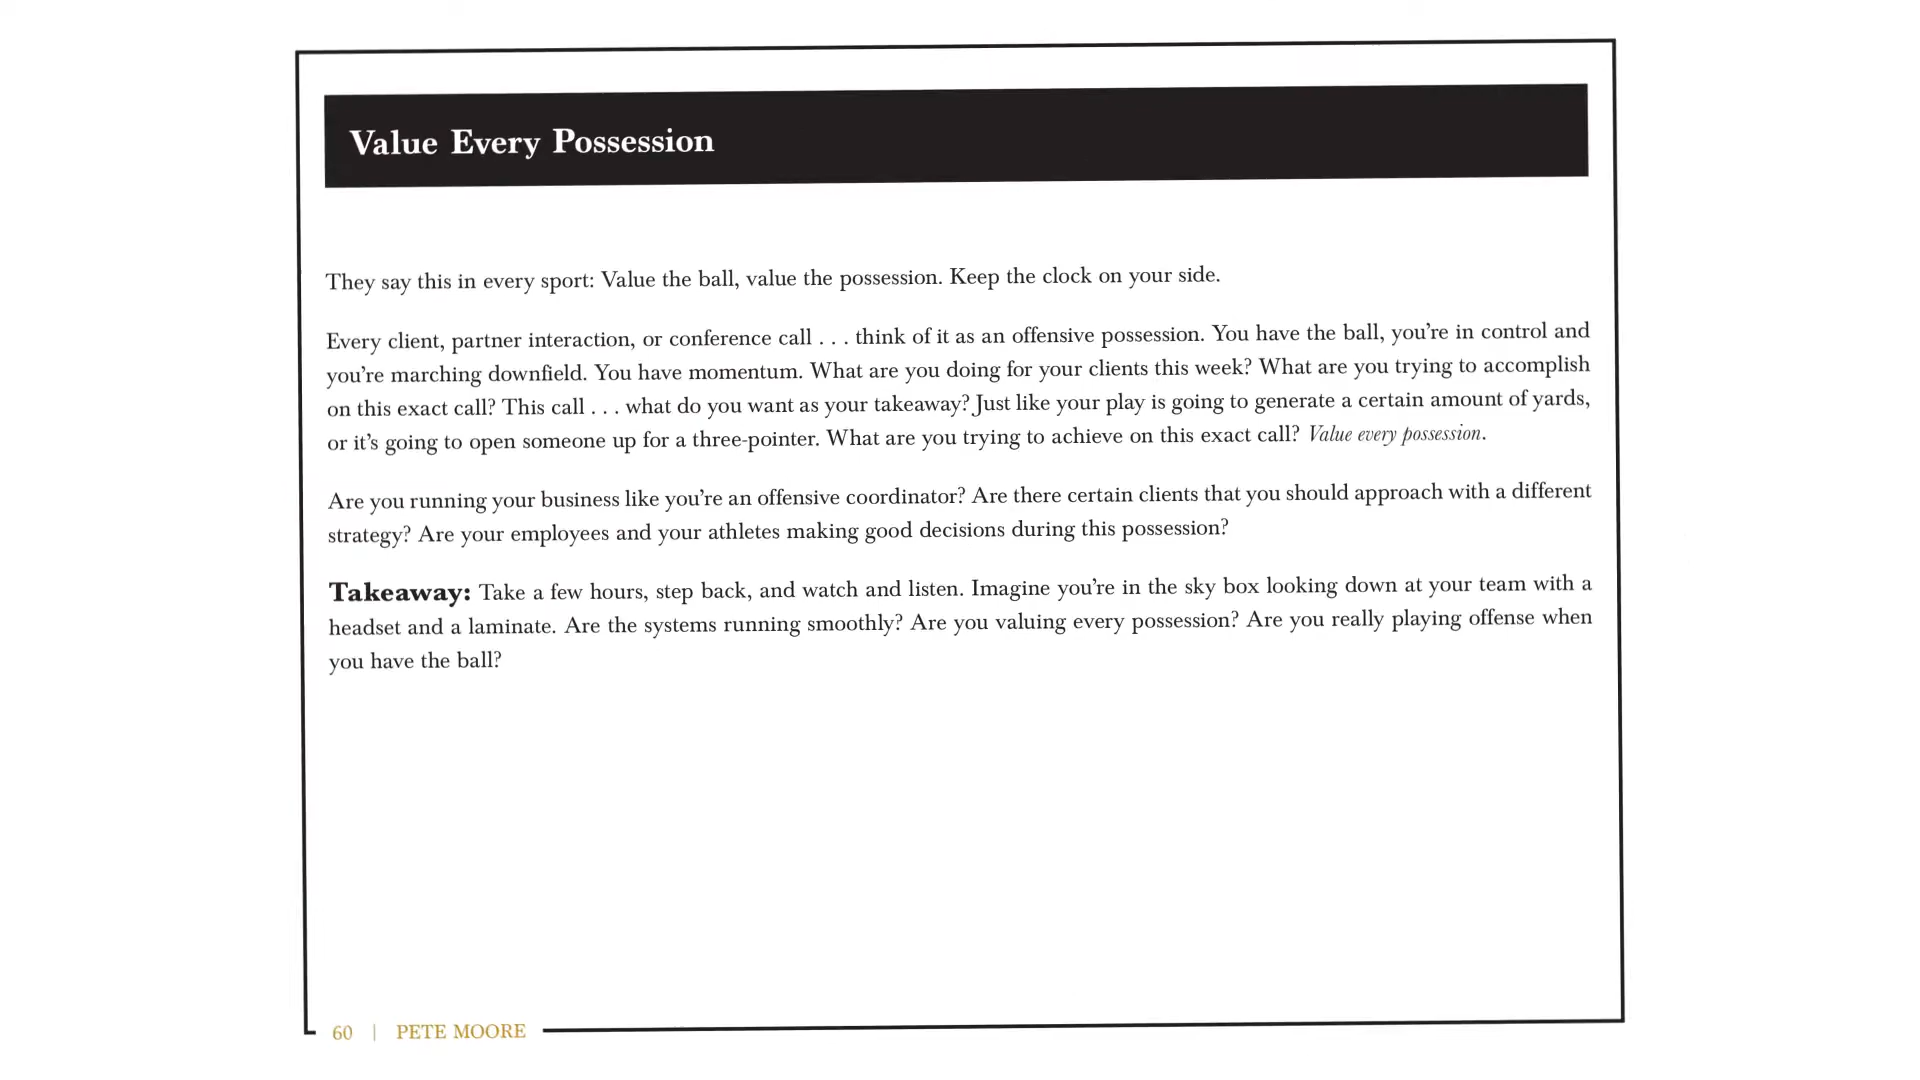 Value Every Possession
They say this in every sport: Value the ball, value the possession. Keep the clock on your side.
Every client, partner interaction, or conference call . . . think of it as an offensive possession. You have the ball, you’re in control and
you’re marching downfield. You have momentum. What are you doing for your clients this week? What are you trying to accomplish
on this exact call? This call . . . what do you want as your takeaway? Just like your play is going to generate a certain amount of yards,
or it’s going to open someone up for a three-pointer. What are you trying to achieve on this exact call? Value every possession.
Are you running your business like you’re an offensive coordinator? Are there certain clients that you should approach with a different
strategy? Are your employees and your athletes making good decisions during this possession?
Takeaway: Take a few hours, step back, and watch and listen. Imagine you’re in the sky box looking down at your team with a
headset and a laminate. Are the systems running smoothly? Are you valuing every possession? Are you really playing offense when
you have the ball?
60 | PETE MOORE